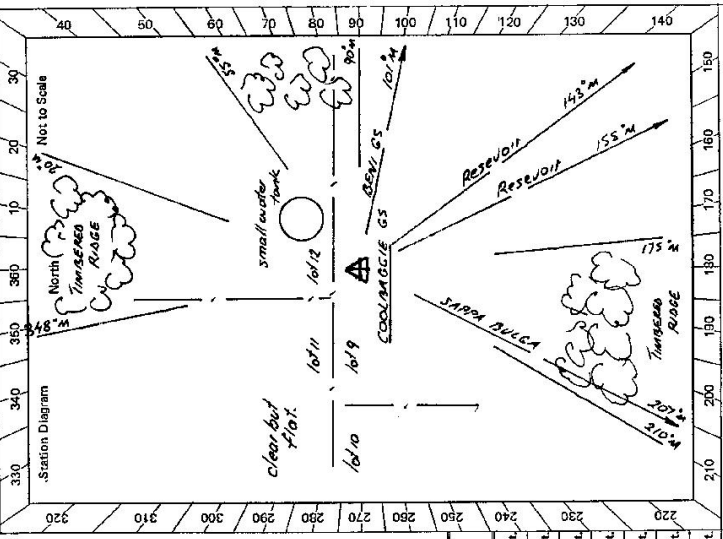 330 340 350 360 10 20 30
Station Diagram
North
Not to Scale
348°M
TIMBERED
RIDGE
20°M
320 310 300 290 280 270 260 250 240 230 220
40 50 60 70 80 90 100 110 120 130 140
55°M
small water
tank
clear but
flat.
lot 11
lot 12
lot 10
lot 9
90°M
BENI GS
101°M
COOLBAGGIE GS
Resevoir
143°M
Resevoir
155°M
SAPPA BULGA
175°M
207°M
210°M
TIMBERED
RIDGE
210 200 190 180 170 160 150